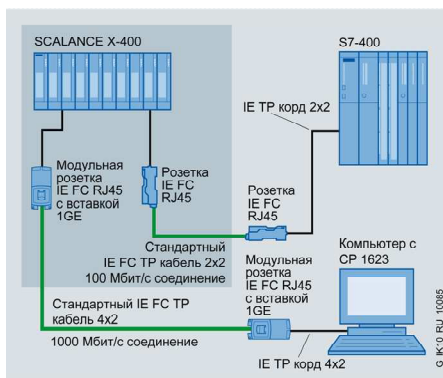 SCALANCE X-400
S7-400
IE TP корд 2x2
Модульная
розетка
IE FC RJ45
с вставкой
1GE
Розетка
IE FC
RJ45
Розетка
IE FC
RJ45
Стандартный
IE FC TP кабель 2x2
100 Мбит/с соединение
Модульная
розетка
IE FC RJ45
с вставкой
1GE
Компьютер с
CP 1623
Стандартный IE FC TP
кабель 4x2
1000 Мбит/с соединение
IE TP корд 4x2
G_IK10_RU_10085